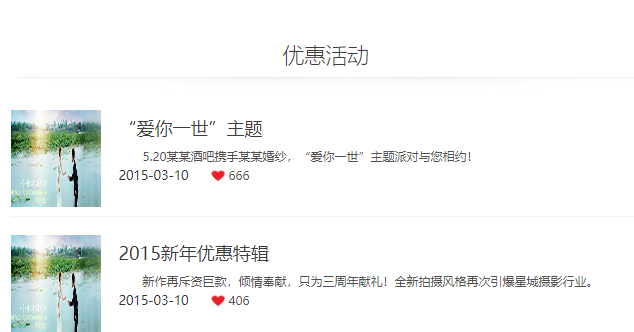 优惠活动
“爱你一世”主题
5.20某某酒吧携手某某婚纱，“爱你一世”主题派对与您相约！
2015-03-10 666
2015新年优惠特辑
新作再斥资巨款，倾情奉献，只为三周年献礼！全新拍摄风格再次引爆星城摄影行业。
2015-03-10 406